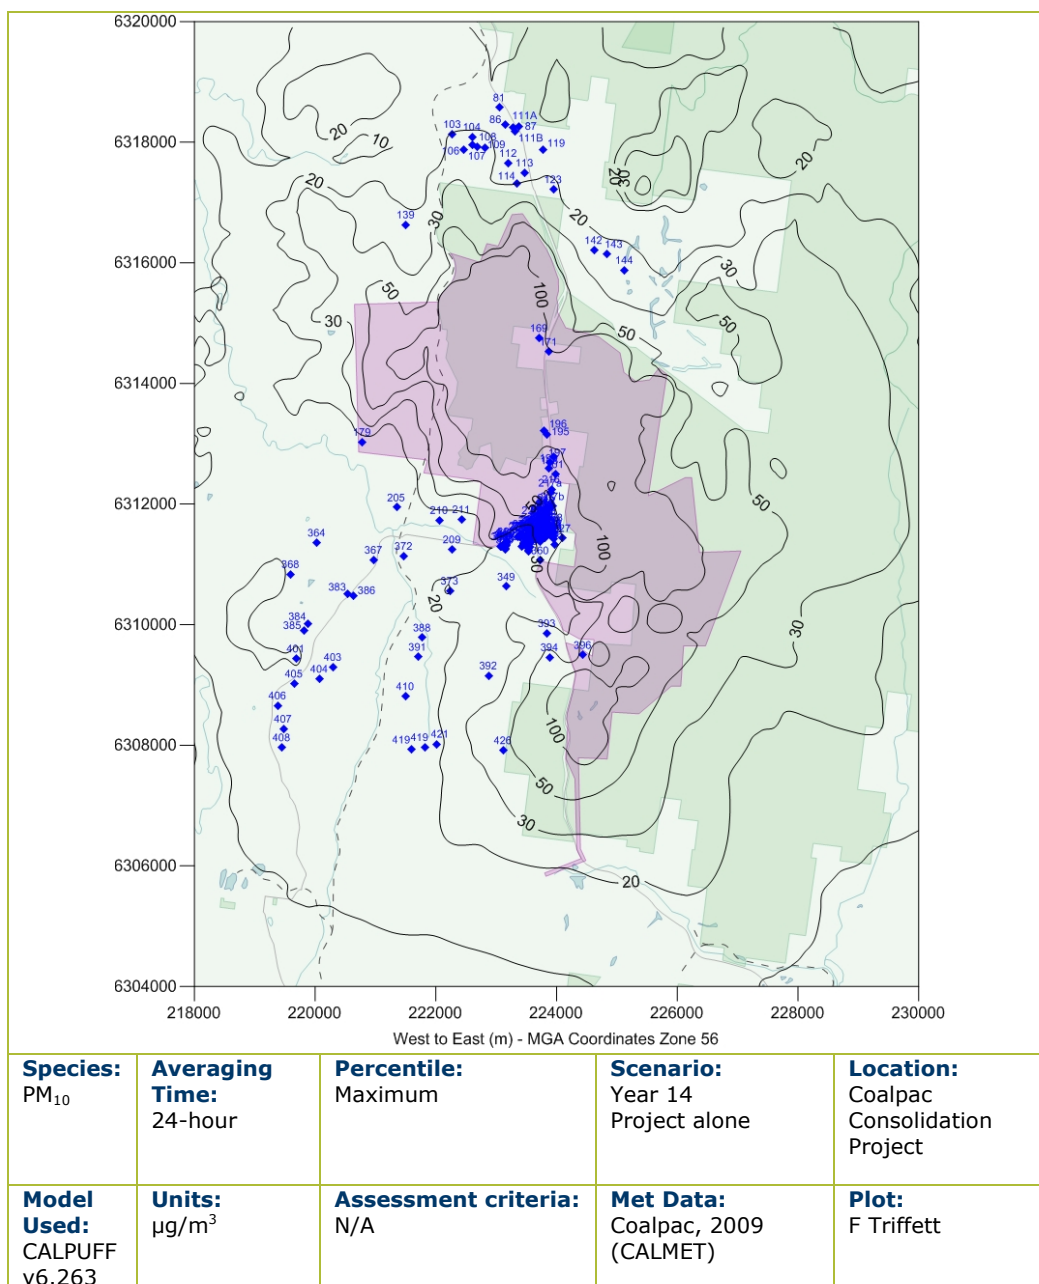 6320000
6318000
6316000
6314000
6312000
6310000
6308000
6306000
6304000
218000 220000 222000 224000 226000 228000 230000
West to East (m) - MGA Coordinates Zone 56
81
86 111A 87
111B
103 104 108
106 107 109
119
112
113
114
123
139
142 143
144
169
171
179
196
195
205
210 211
209
364
367
372
368
373
349
383
386
384
385
388
391
393
394
396
392
401
403
404
405
406
407
408
410
419 419 421
426
20
10
20
30
20
20
30
20
30
50
30
100
50
50
50
100
30
20
100
50
30
20
Species:
PM₁₀
Averaging
Time:
24-hour
Percentile:
Maximum
Scenario:
Year 14
Project alone
Location:
Coalpac
Consolidation
Project
Model
Used:
CALPUFF
v6.263
Units:
µg/m³
Assessment criteria:
N/A
Met Data:
Coalpac, 2009
(CALMET)
Plot:
F Triffett